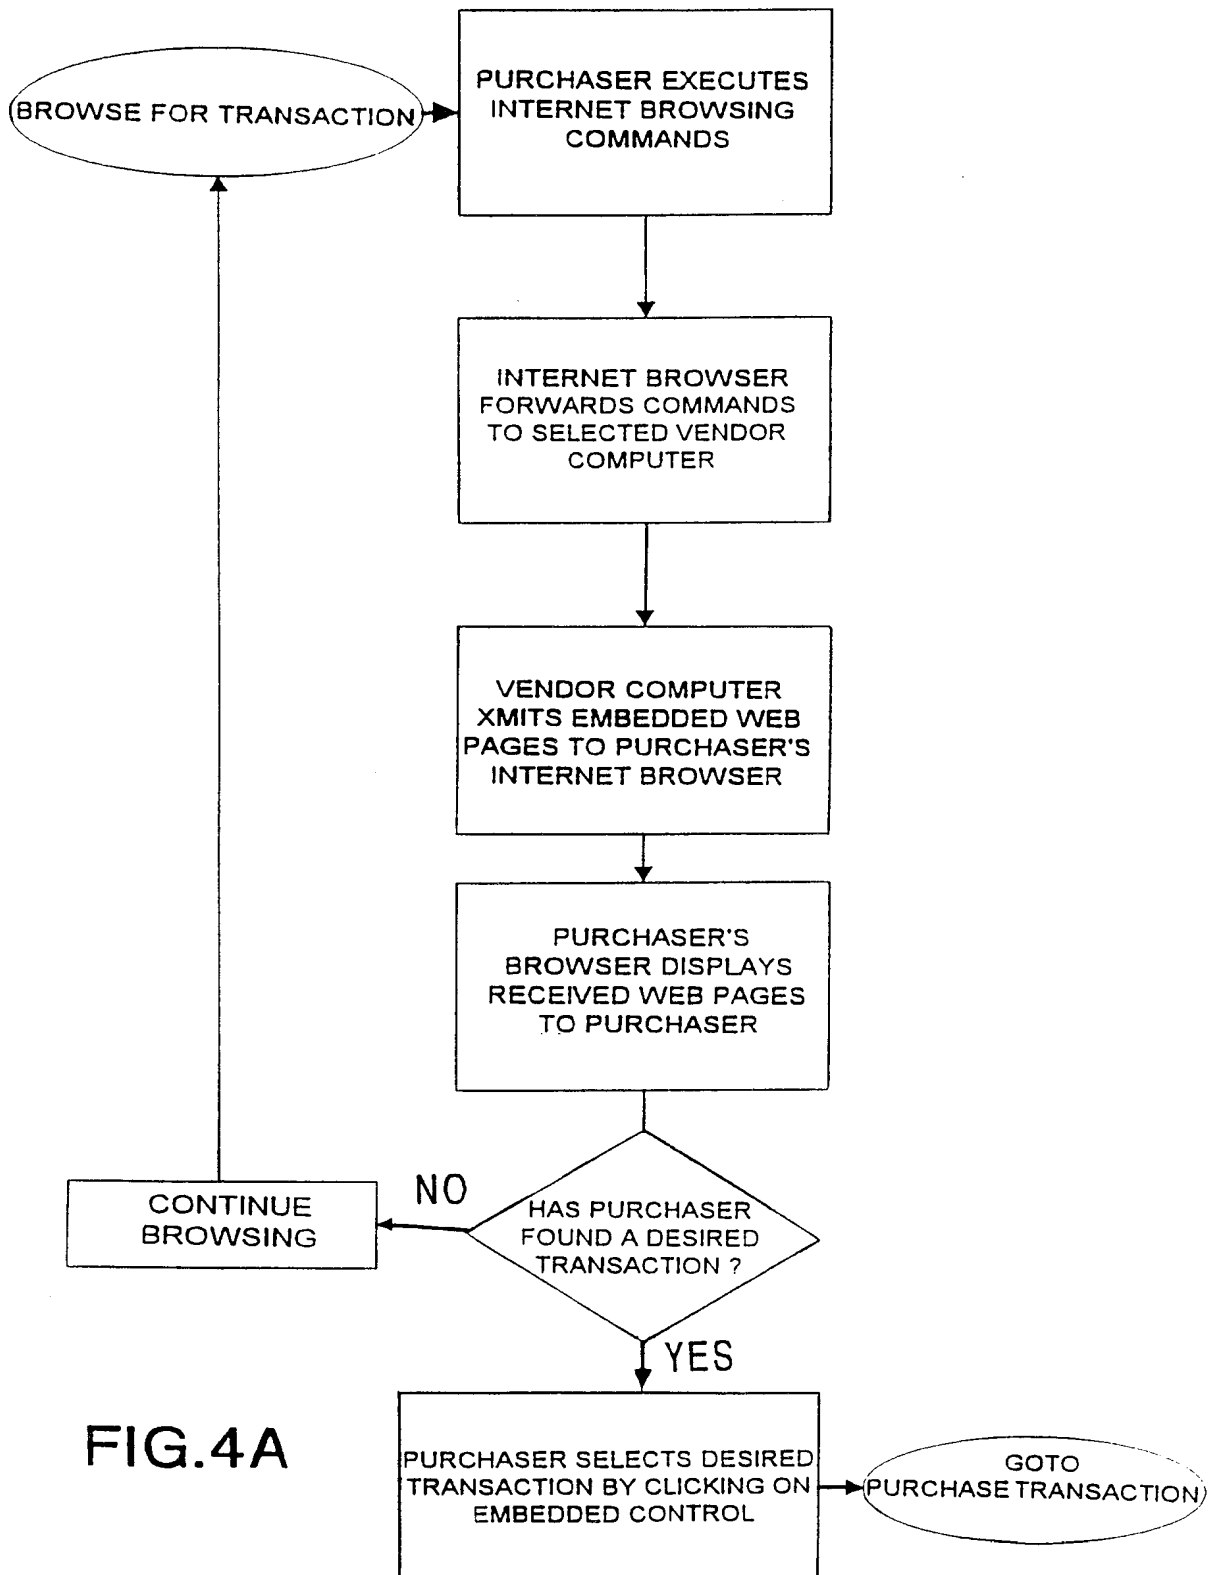 BROWSE FOR TRANSACTION
PURCHASER EXECUTES
INTERNET BROWSING
COMMANDS
INTERNET BROWSER
FORWARDS COMMANDS
TO SELECTED VENDOR
COMPUTER
VENDOR COMPUTER
XMITS EMBEDDED WEB
PAGES TO PURCHASER'S
INTERNET BROWSER
PURCHASER'S
BROWSER DISPLAYS
RECEIVED WEB PAGES
TO PURCHASER
HAS PURCHASER
FOUND A DESIRED
TRANSACTION ?
NO
CONTINUE
BROWSING
YES
PURCHASER SELECTS DESIRED
TRANSACTION BY CLICKING ON
EMBEDDED CONTROL
GOTO
PURCHASE TRANSACTION
FIG.4A